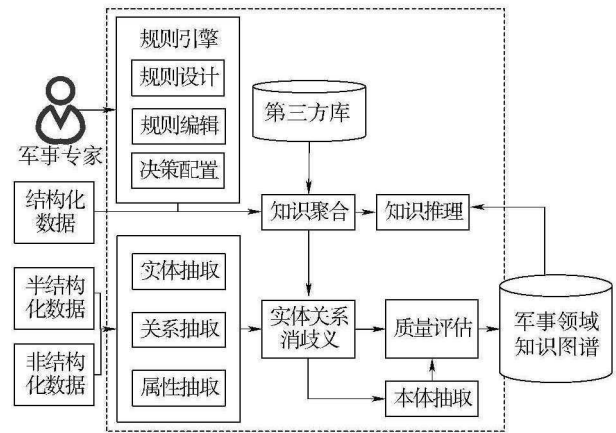 规则引擎
规则设计
规则编辑
决策配置
军事专家
第三方库
结构化
数据
知识聚合
知识推理
实体抽取
关系抽取
属性抽取
半结构
化数据
非结构
化数据
实体关系
消歧义
质量评估
本体抽取
军事领域
知识图谱